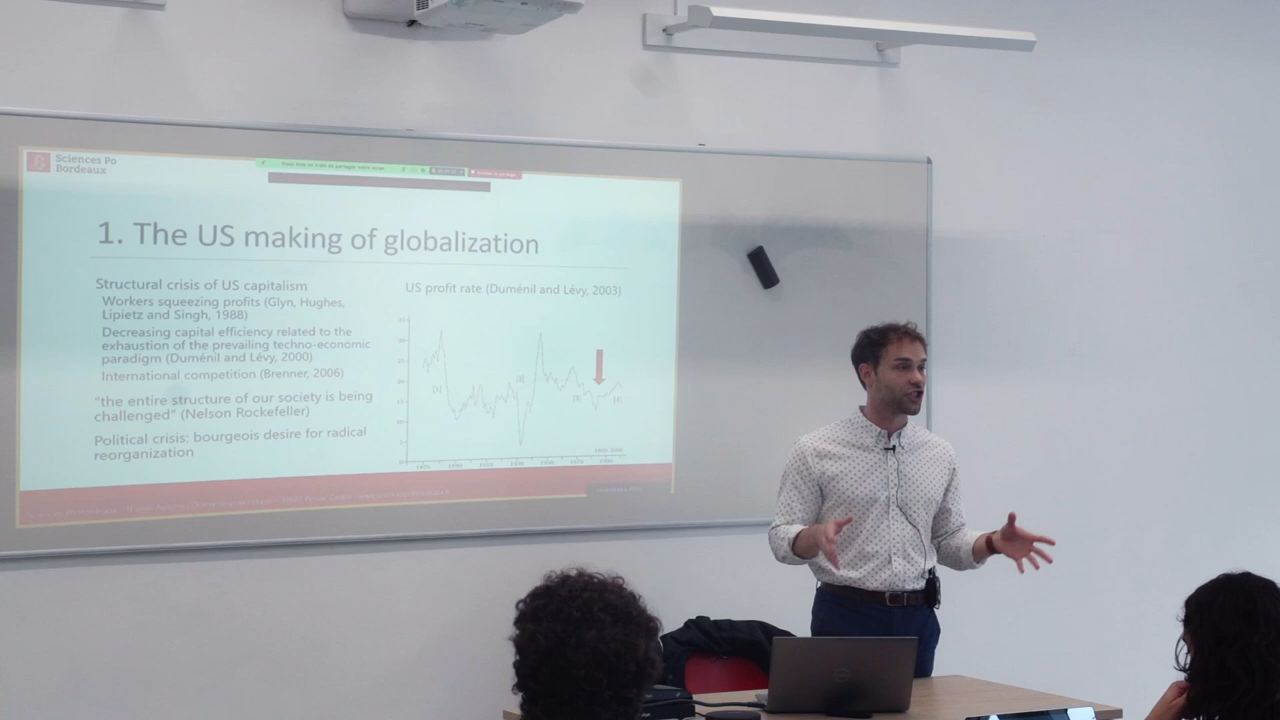 Sciences Po
Bordeaux
1. The US making of globalization
Structural crisis of US capitalism
Workers squeezing profits (Glyn, Hughes,
Lipietz and Singh, 1988)
Decreasing capital efficiency related to the
exhaustion of the prevailing techno-economic
paradigm (Duménil and Lévy, 2000)
International competition (Brenner, 2006)
"the entire structure of our society is being
challenged" (Nelson Rockefeller)
Political crisis: bourgeois desire for radical
reorganization
US profit rate (Duménil and Lévy, 2003)